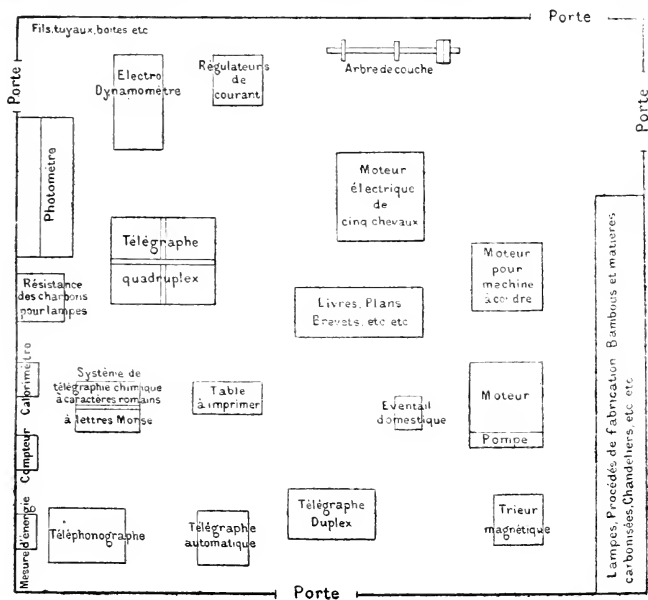 Porte
Fils, tuyaux, boites etc
Porte
Electro
Dynamomètre
Régulateurs
de
courant
Arbre de couche
Porte
Photomètre
Moteur
électrique
de
cinq chevaux
Télégraphe
quadruplex
Moteur
pour
machine
à coudre
Résistance
des charbons
pour lampes
Livres, Plans
Brevets, etc etc
Lampes, Procédés de Fabrication Bambous et matières
carbonisées, Chandeliers, etc etc
Calorimètre
Système de
télégraphie chimique
à caractères romains
à lettres Morse
Table
à imprimer
Eventail
domestique
Moteur
Pompe
Compteur
Mesure d'énergie
Téléphonographe
Télégraphe
automatique
Télégraphe
Duplex
Trieur
magnétique
Porte